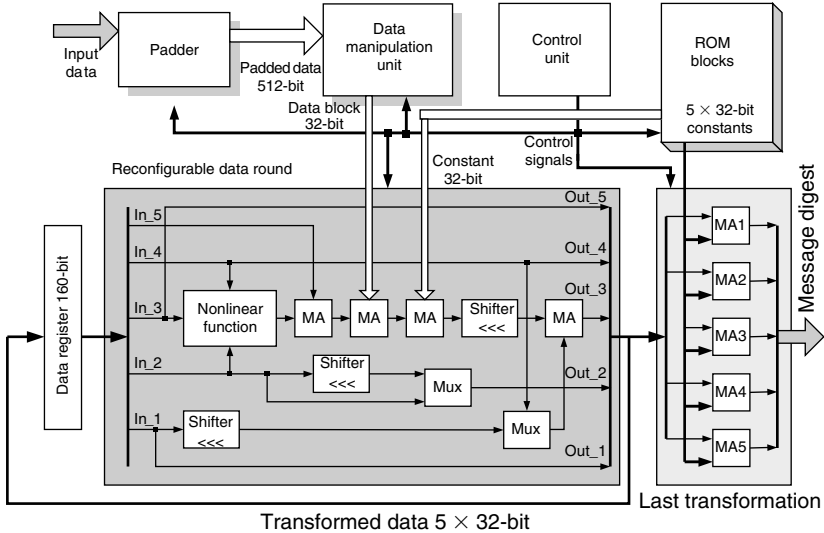 Input
data
Padder
Padded data
512-bit
Data
manipulation
unit
Control
unit
ROM
blocks
5 × 32-bit
constants
Data block
32-bit
Constant
32-bit
Control
signals
Reconfigurable data round
Data register 160-bit
In_5
In_4
In_3
In_2
In_1
Nonlinear
function
MA
MA
MA
Shifter
<<<
MA
Shifter
<<<
Mux
Shifter
<<<
Mux
Out_5
Out_4
Out_3
Out_2
Out_1
MA1
MA2
MA3
MA4
MA5
Message digest
Last transformation
Transformed data 5 × 32-bit